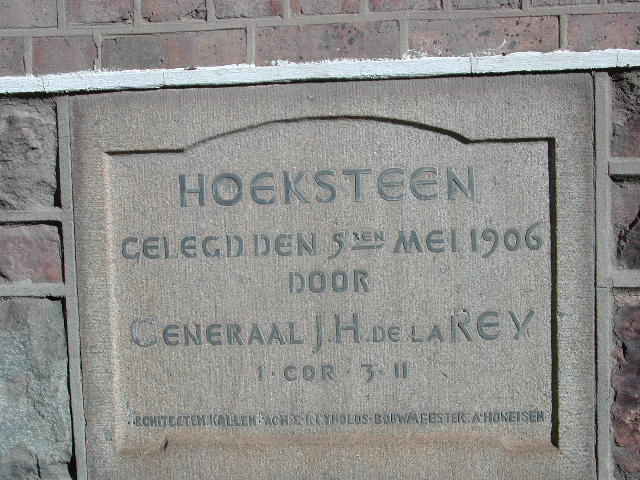 HOEKSTEEN
GELEGD DEN 5DEN MEI 1906
DOOR
GENERAAL J.H. DE LA REY
1 · COR · 3 · 11
ARCHITECTEN: KALLENBACH & REYNOLDS · BOUWMEESTER: A·HONEISEN